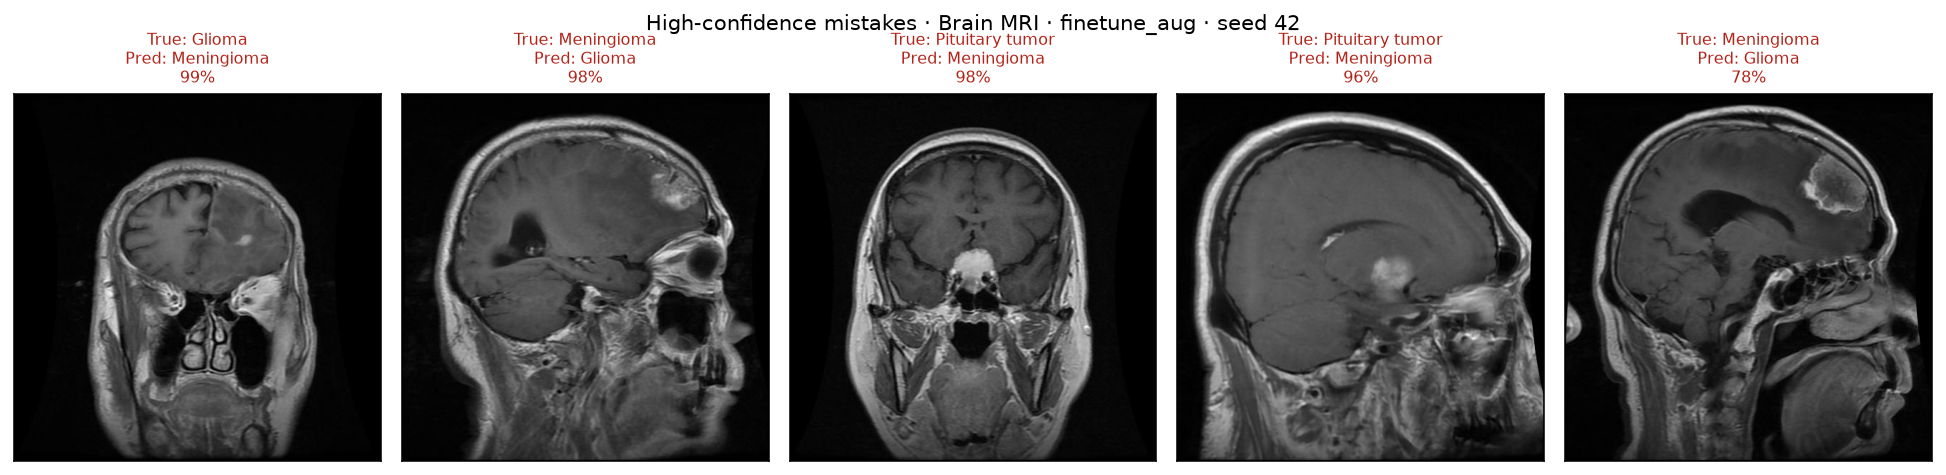 High-confidence mistakes · Brain MRI · finetune_aug · seed 42
True: Glioma
Pred: Meningioma
99%
True: Meningioma
Pred: Glioma
98%
True: Pituitary tumor
Pred: Meningioma
98%
True: Pituitary tumor
Pred: Meningioma
96%
True: Meningioma
Pred: Glioma
78%